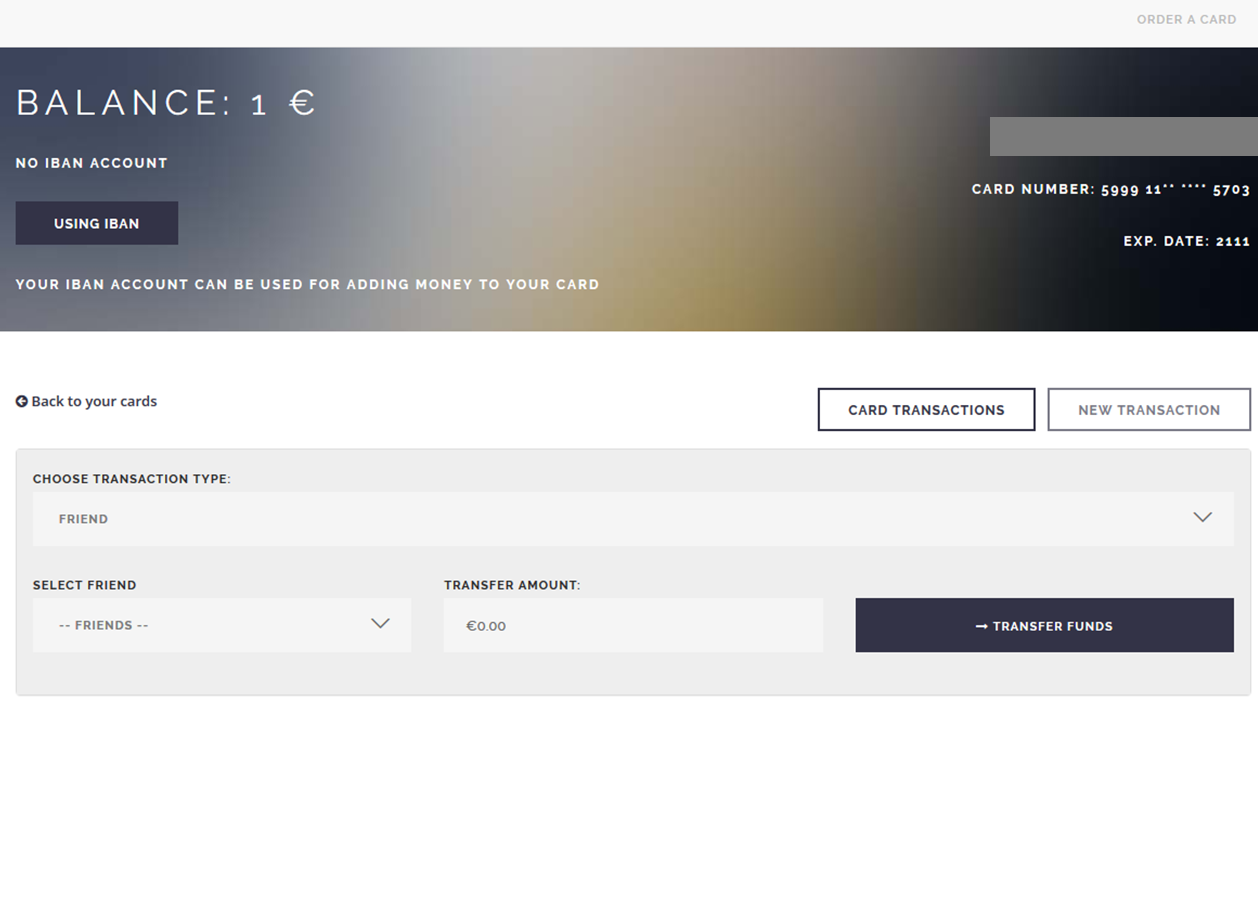 ORDER A CARD
BALANCE: 1 €
NO IBAN ACCOUNT
CARD NUMBER: 5999 11** **** 5703
USING IBAN
EXP. DATE: 2111
YOUR IBAN ACCOUNT CAN BE USED FOR ADDING MONEY TO YOUR CARD
Back to your cards
CARD TRANSACTIONS
NEW TRANSACTION
CHOOSE TRANSACTION TYPE:
FRIEND
SELECT FRIEND
TRANSFER AMOUNT:
-- FRIENDS --
€0.00
→ TRANSFER FUNDS